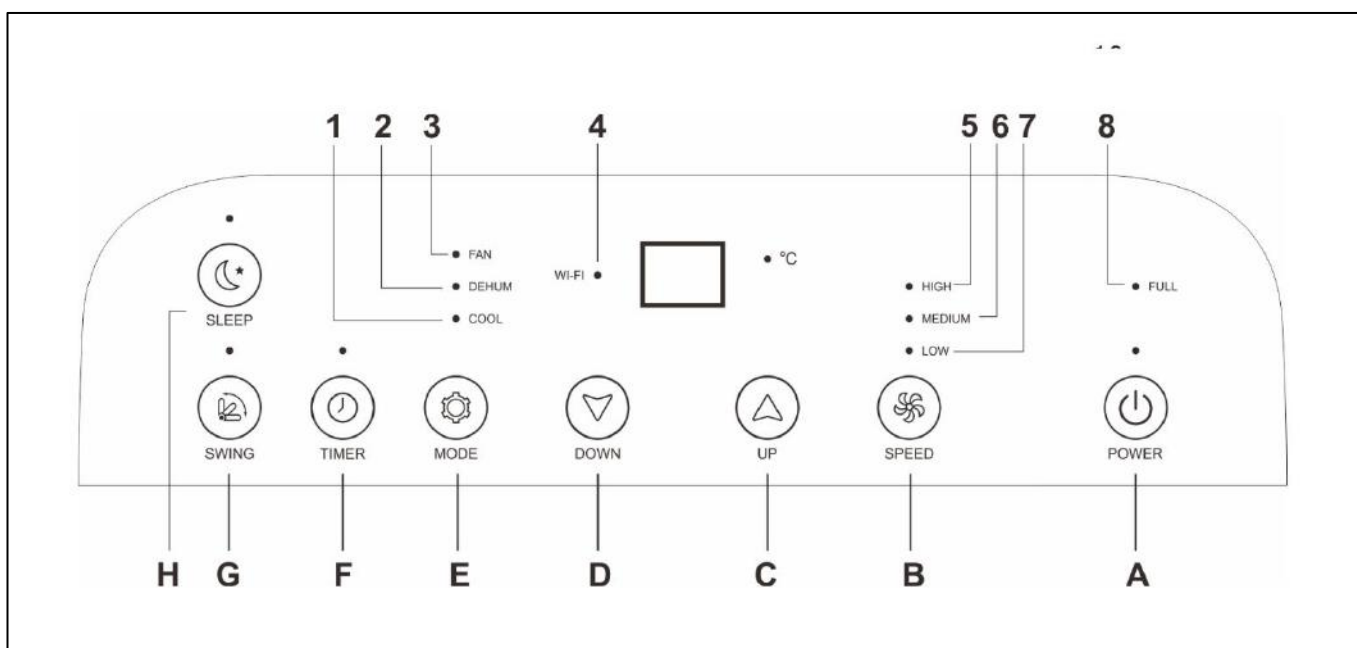 1 2 3 4 5 6 7 8
FAN
WI-FI °C
DEHUM HIGH FULL
SLEEP COOL MEDIUM
LOW
SWING TIMER MODE DOWN UP SPEED POWER
H G F E D C B A